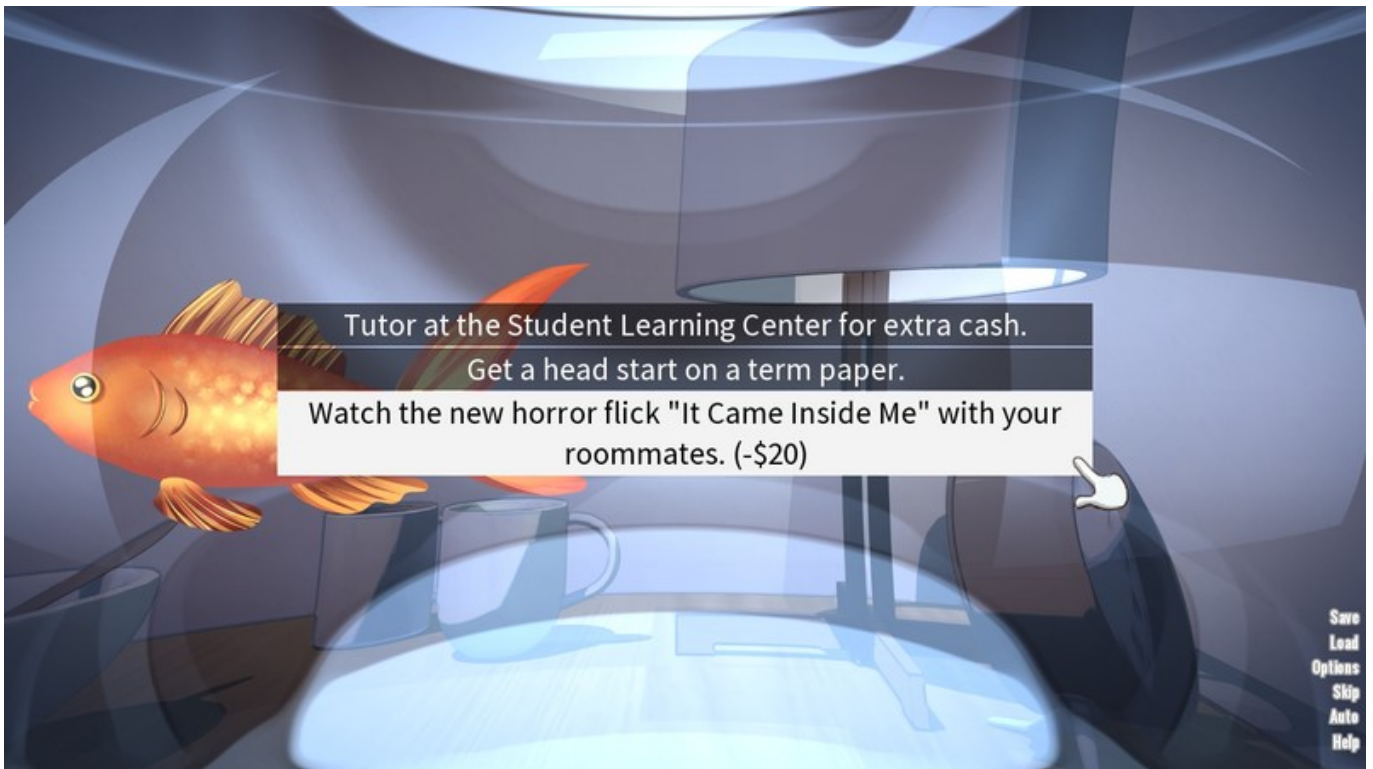 Tutor at the Student Learning Center for extra cash.
Get a head start on a term paper.
Watch the new horror flick "It Came Inside Me" with your
roommates. (-$20)
Save
Load
Options
Skip
Auto
Help